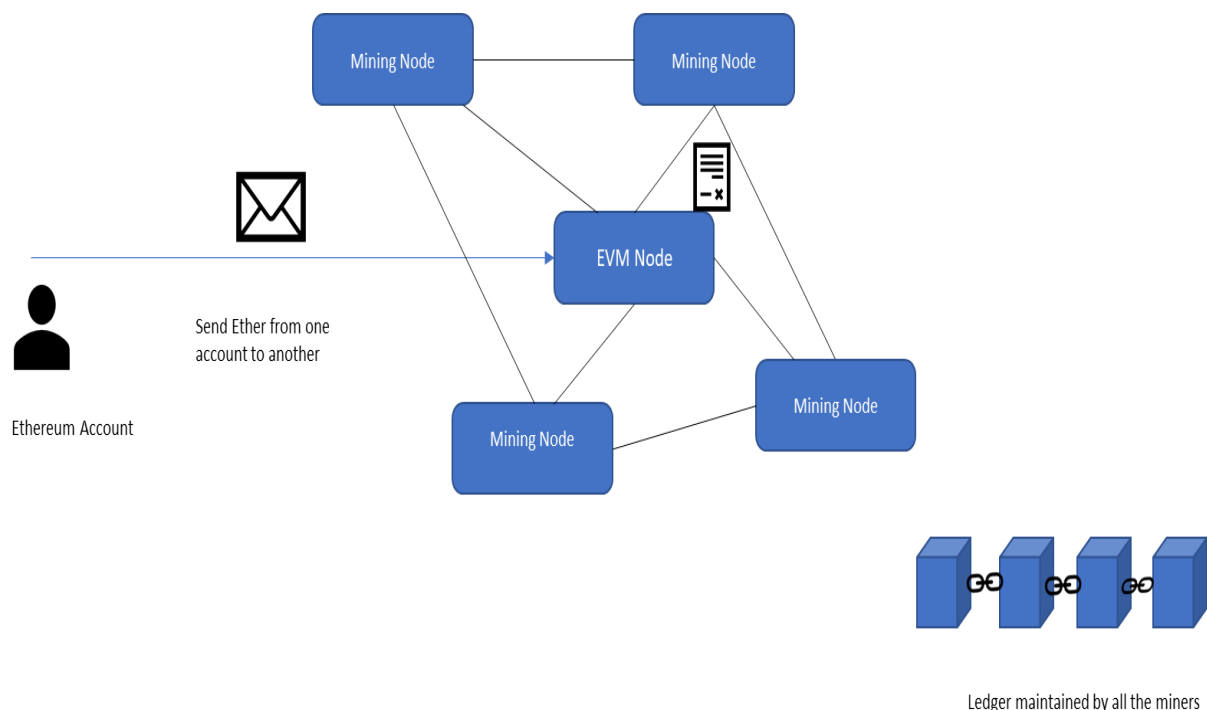 Mining Node
Mining Node
EVM Node
Send Ether from one
account to another
Mining Node
Mining Node
Ethereum Account
Ledger maintained by all the miners